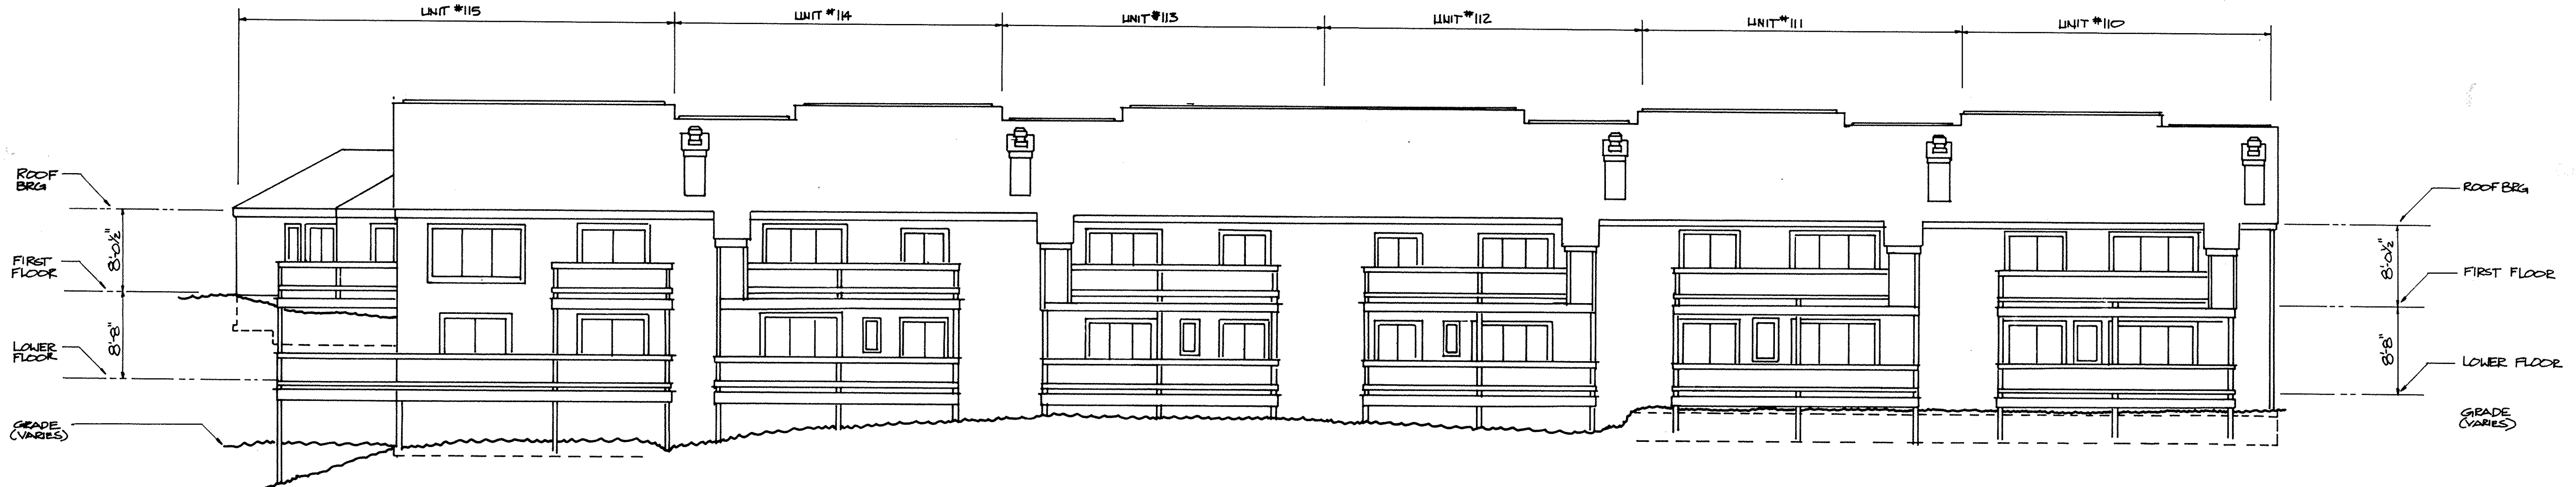 UNIT #115
UNIT #114
UNIT #113
UNIT #112
UNIT #111
UNIT #110
ROOF
BRG
8'-0½"
FIRST
FLOOR
8'-8"
LOWER
FLOOR
GRADE
(VARIES)
ROOF BRG
8'-0½"
FIRST FLOOR
8'-8"
LOWER FLOOR
GRADE
(VARIES)